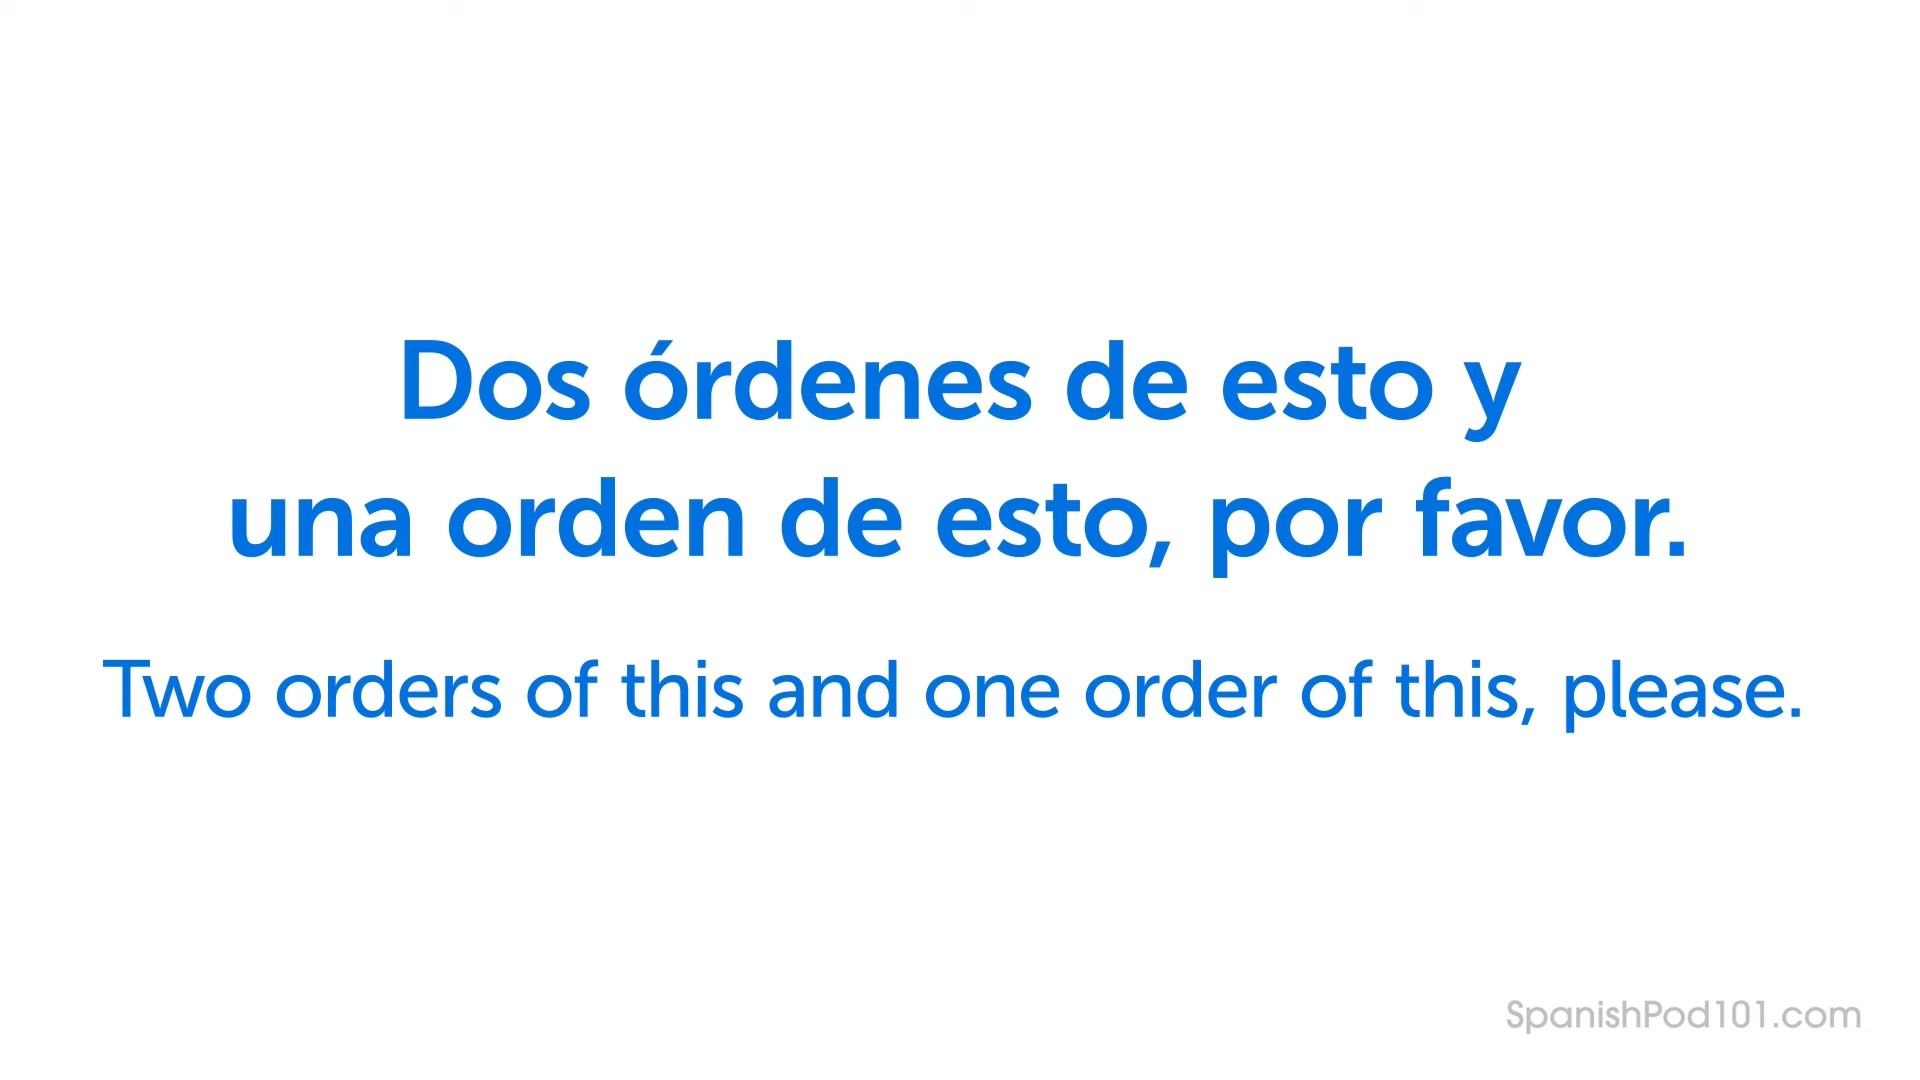 Dos órdenes de esto y
una orden de esto, por favor.
Two orders of this and one order of this, please.
SpanishPod101.com